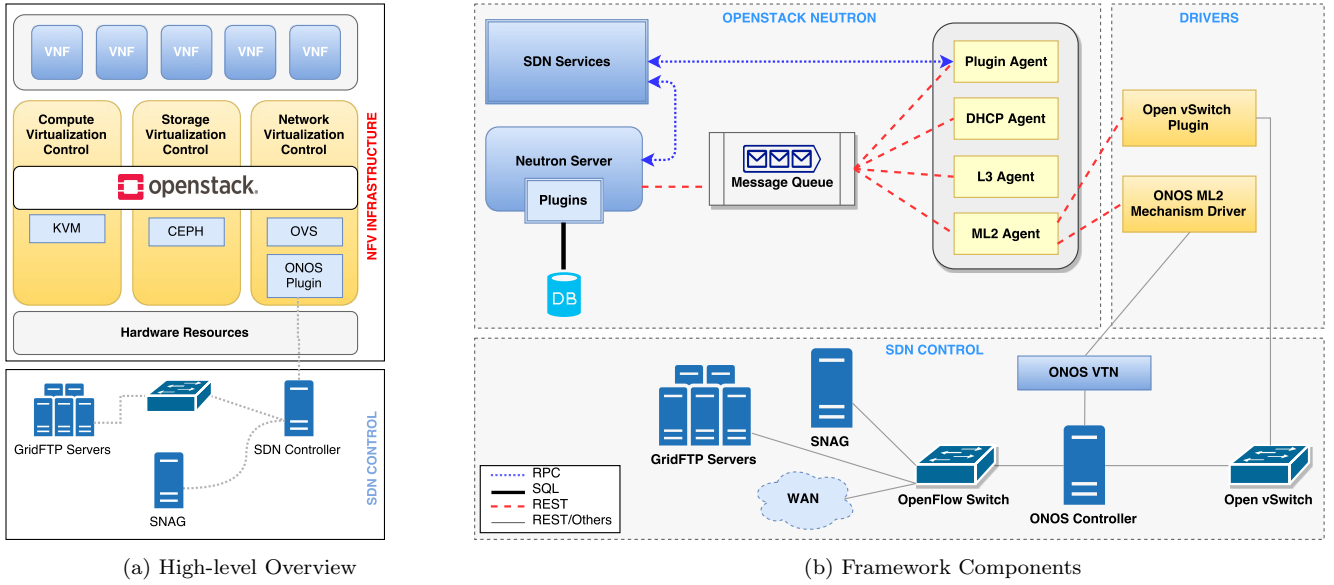 VNF VNF VNF VNF VNF
Compute
Virtualization
Control
Storage
Virtualization
Control
Network
Virtualization
Control
openstack.
KVM
CEPH
OVS
ONOS
Plugin
Hardware Resources
NFV INFRASTRUCTURE
GridFTP Servers
SDN Controller
SNAG
SDN CONTROL
(a) High-level Overview
OPENSTACK NEUTRON
SDN Services
Neutron Server
Plugins
DB
Message Queue
Plugin Agent
DHCP Agent
L3 Agent
ML2 Agent
DRIVERS
Open vSwitch
Plugin
ONOS ML2
Mechanism Driver
SDN CONTROL
ONOS VTN
GridFTP Servers
SNAG
WAN
OpenFlow Switch
ONOS Controller
Open vSwitch
RPC
SQL
REST
REST/Others
(b) Framework Components